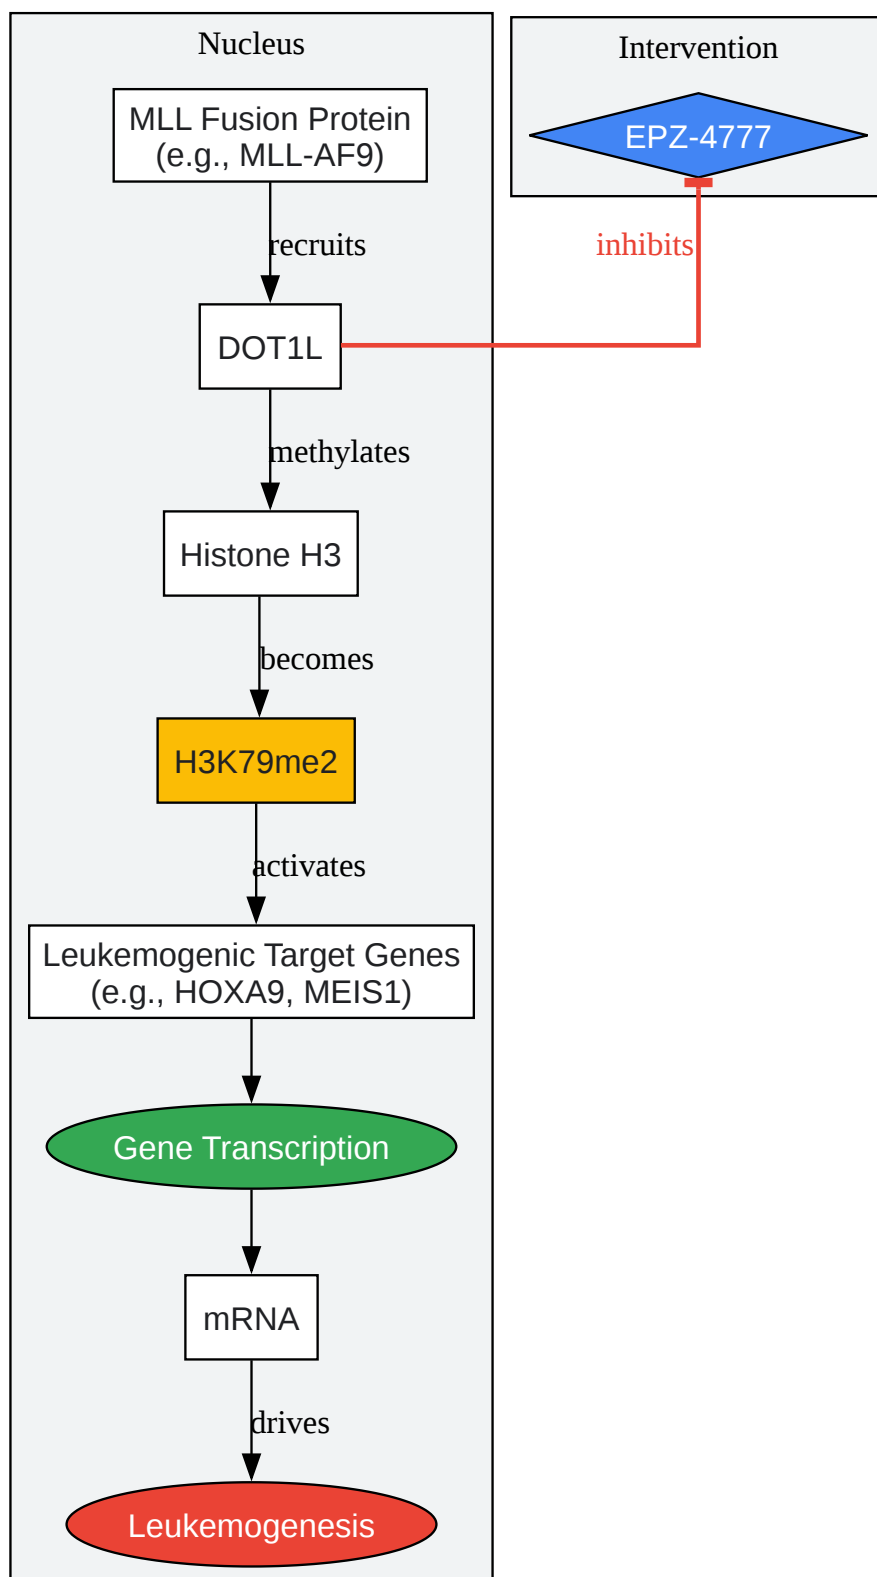 Nucleus
MLL Fusion Protein
(e.g., MLL-AF9)
recruits
DOT1L
methylates
Histone H3
becomes
H3K79me2
activates
Leukemogenic Target Genes
(e.g., HOXA9, MEIS1)
Gene Transcription
mRNA
drives
Leukemogenesis
Intervention
EPZ-4777
inhibits